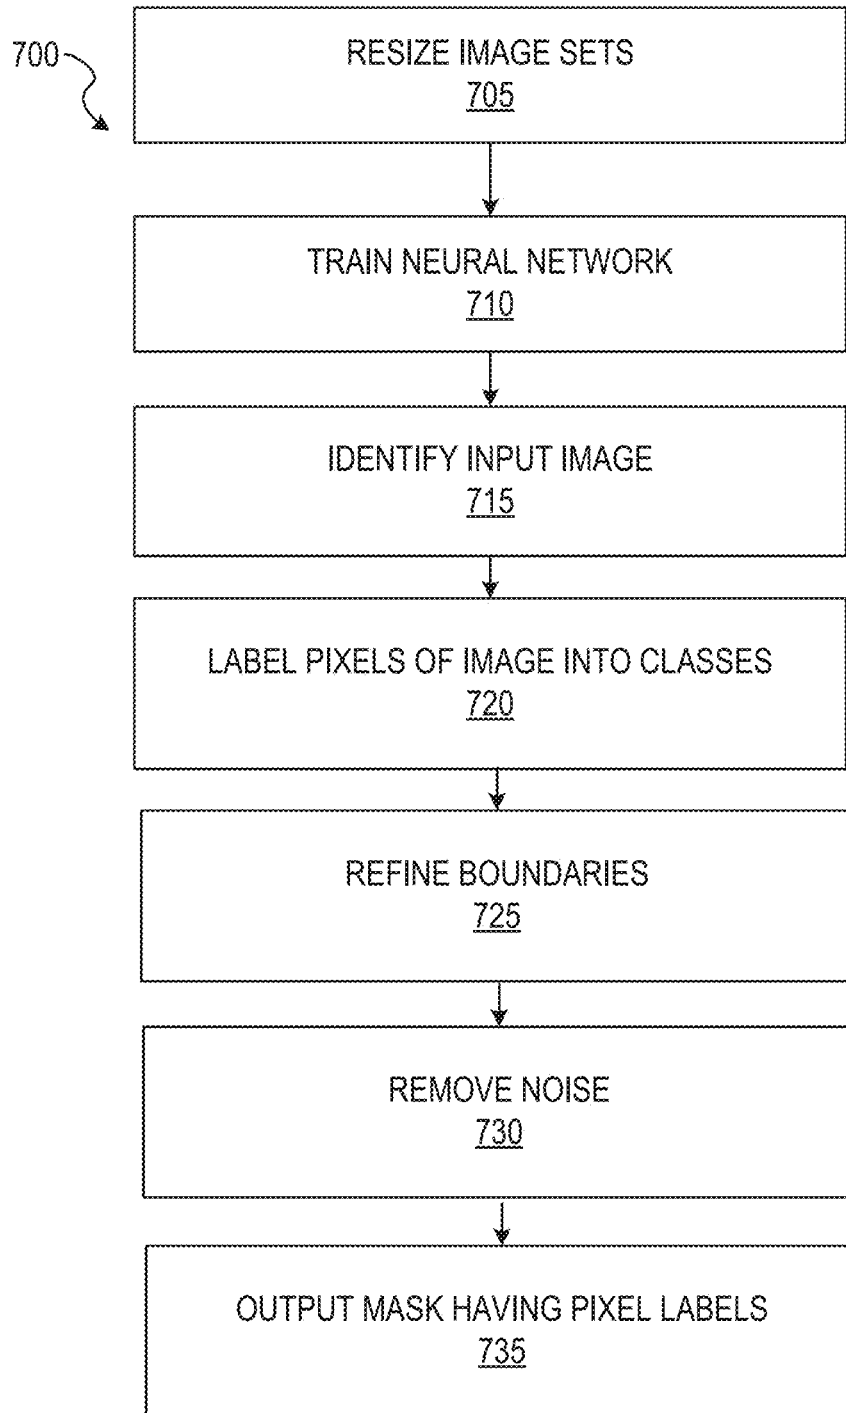 700
RESIZE IMAGE SETS
705
TRAIN NEURAL NETWORK
710
IDENTIFY INPUT IMAGE
715
LABEL PIXELS OF IMAGE INTO CLASSES
720
REFINE BOUNDARIES
725
REMOVE NOISE
730
OUTPUT MASK HAVING PIXEL LABELS
735